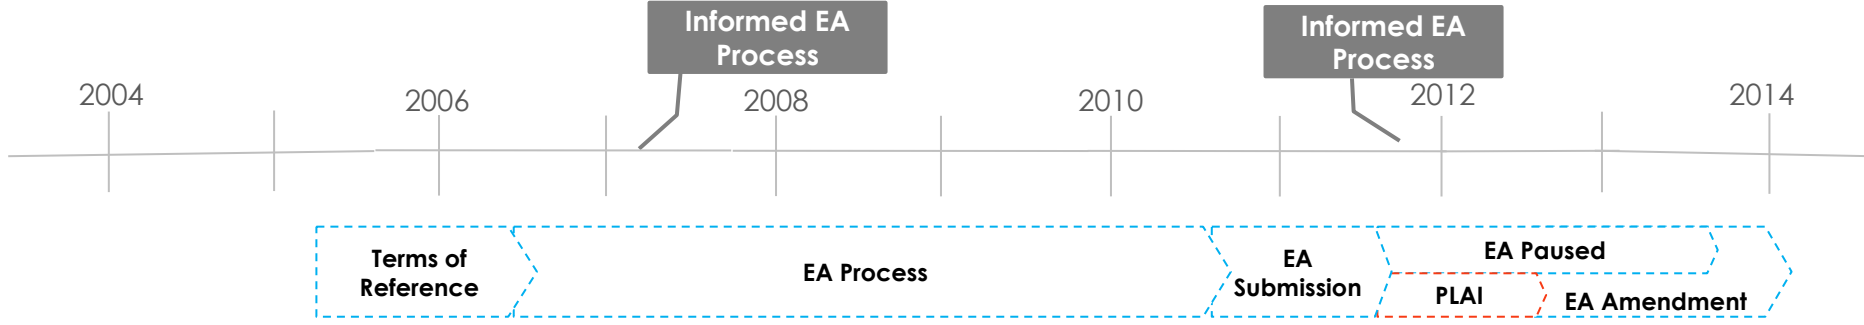 Informed EA
Process
Informed EA
Process
2004
2006
2008
2010
2012
2014
Terms of
Reference
EA Process
EA
Submission
EA Paused
PLAI
EA Amendment